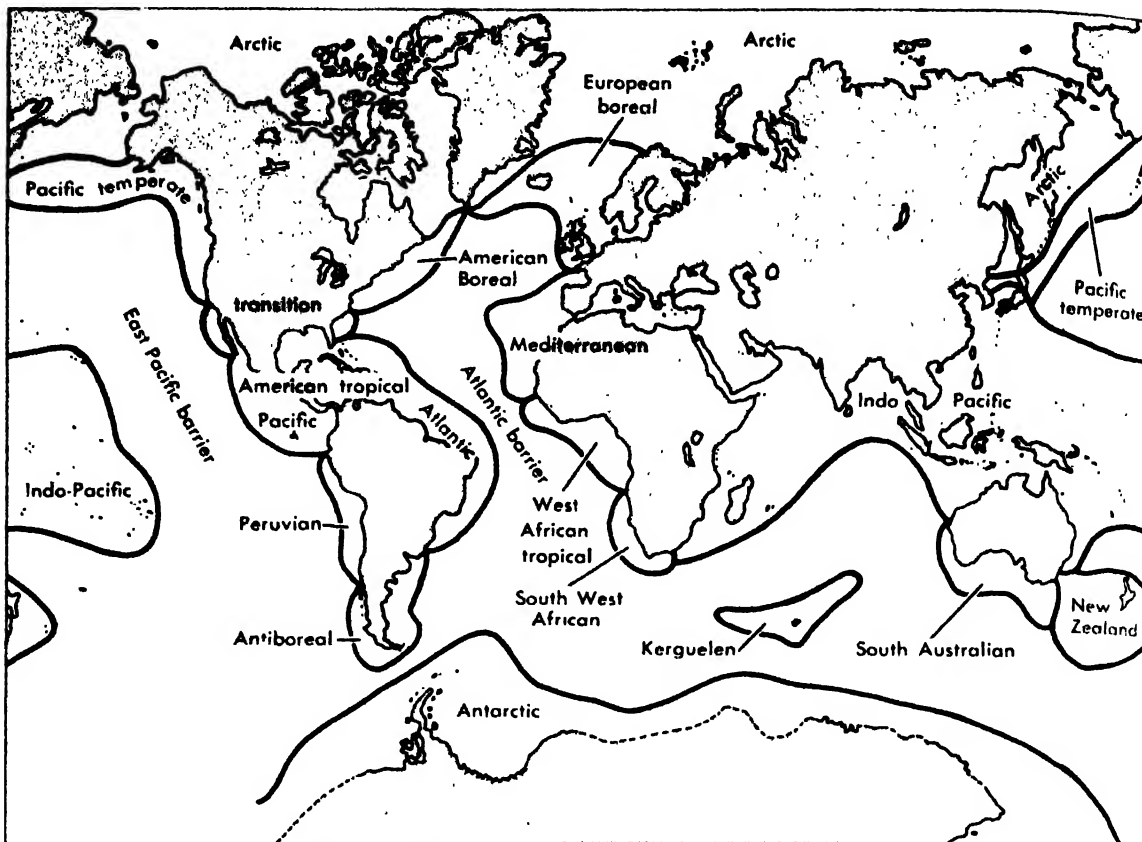 Arctic
Arctic
European
boreal
Pacific temperate
Arctic
American
Boreal
Pacific
temperate
transition
East Pacific barrier
Mediterranean
American tropical
Pacific
Atlantic
Atlantic barrier
Indo Pacific
Indo-Pacific
Peruvian
West
African
tropical
South West
African
Antiboreal
Kerguelen
South Australian
New
Zealand
Antarctic